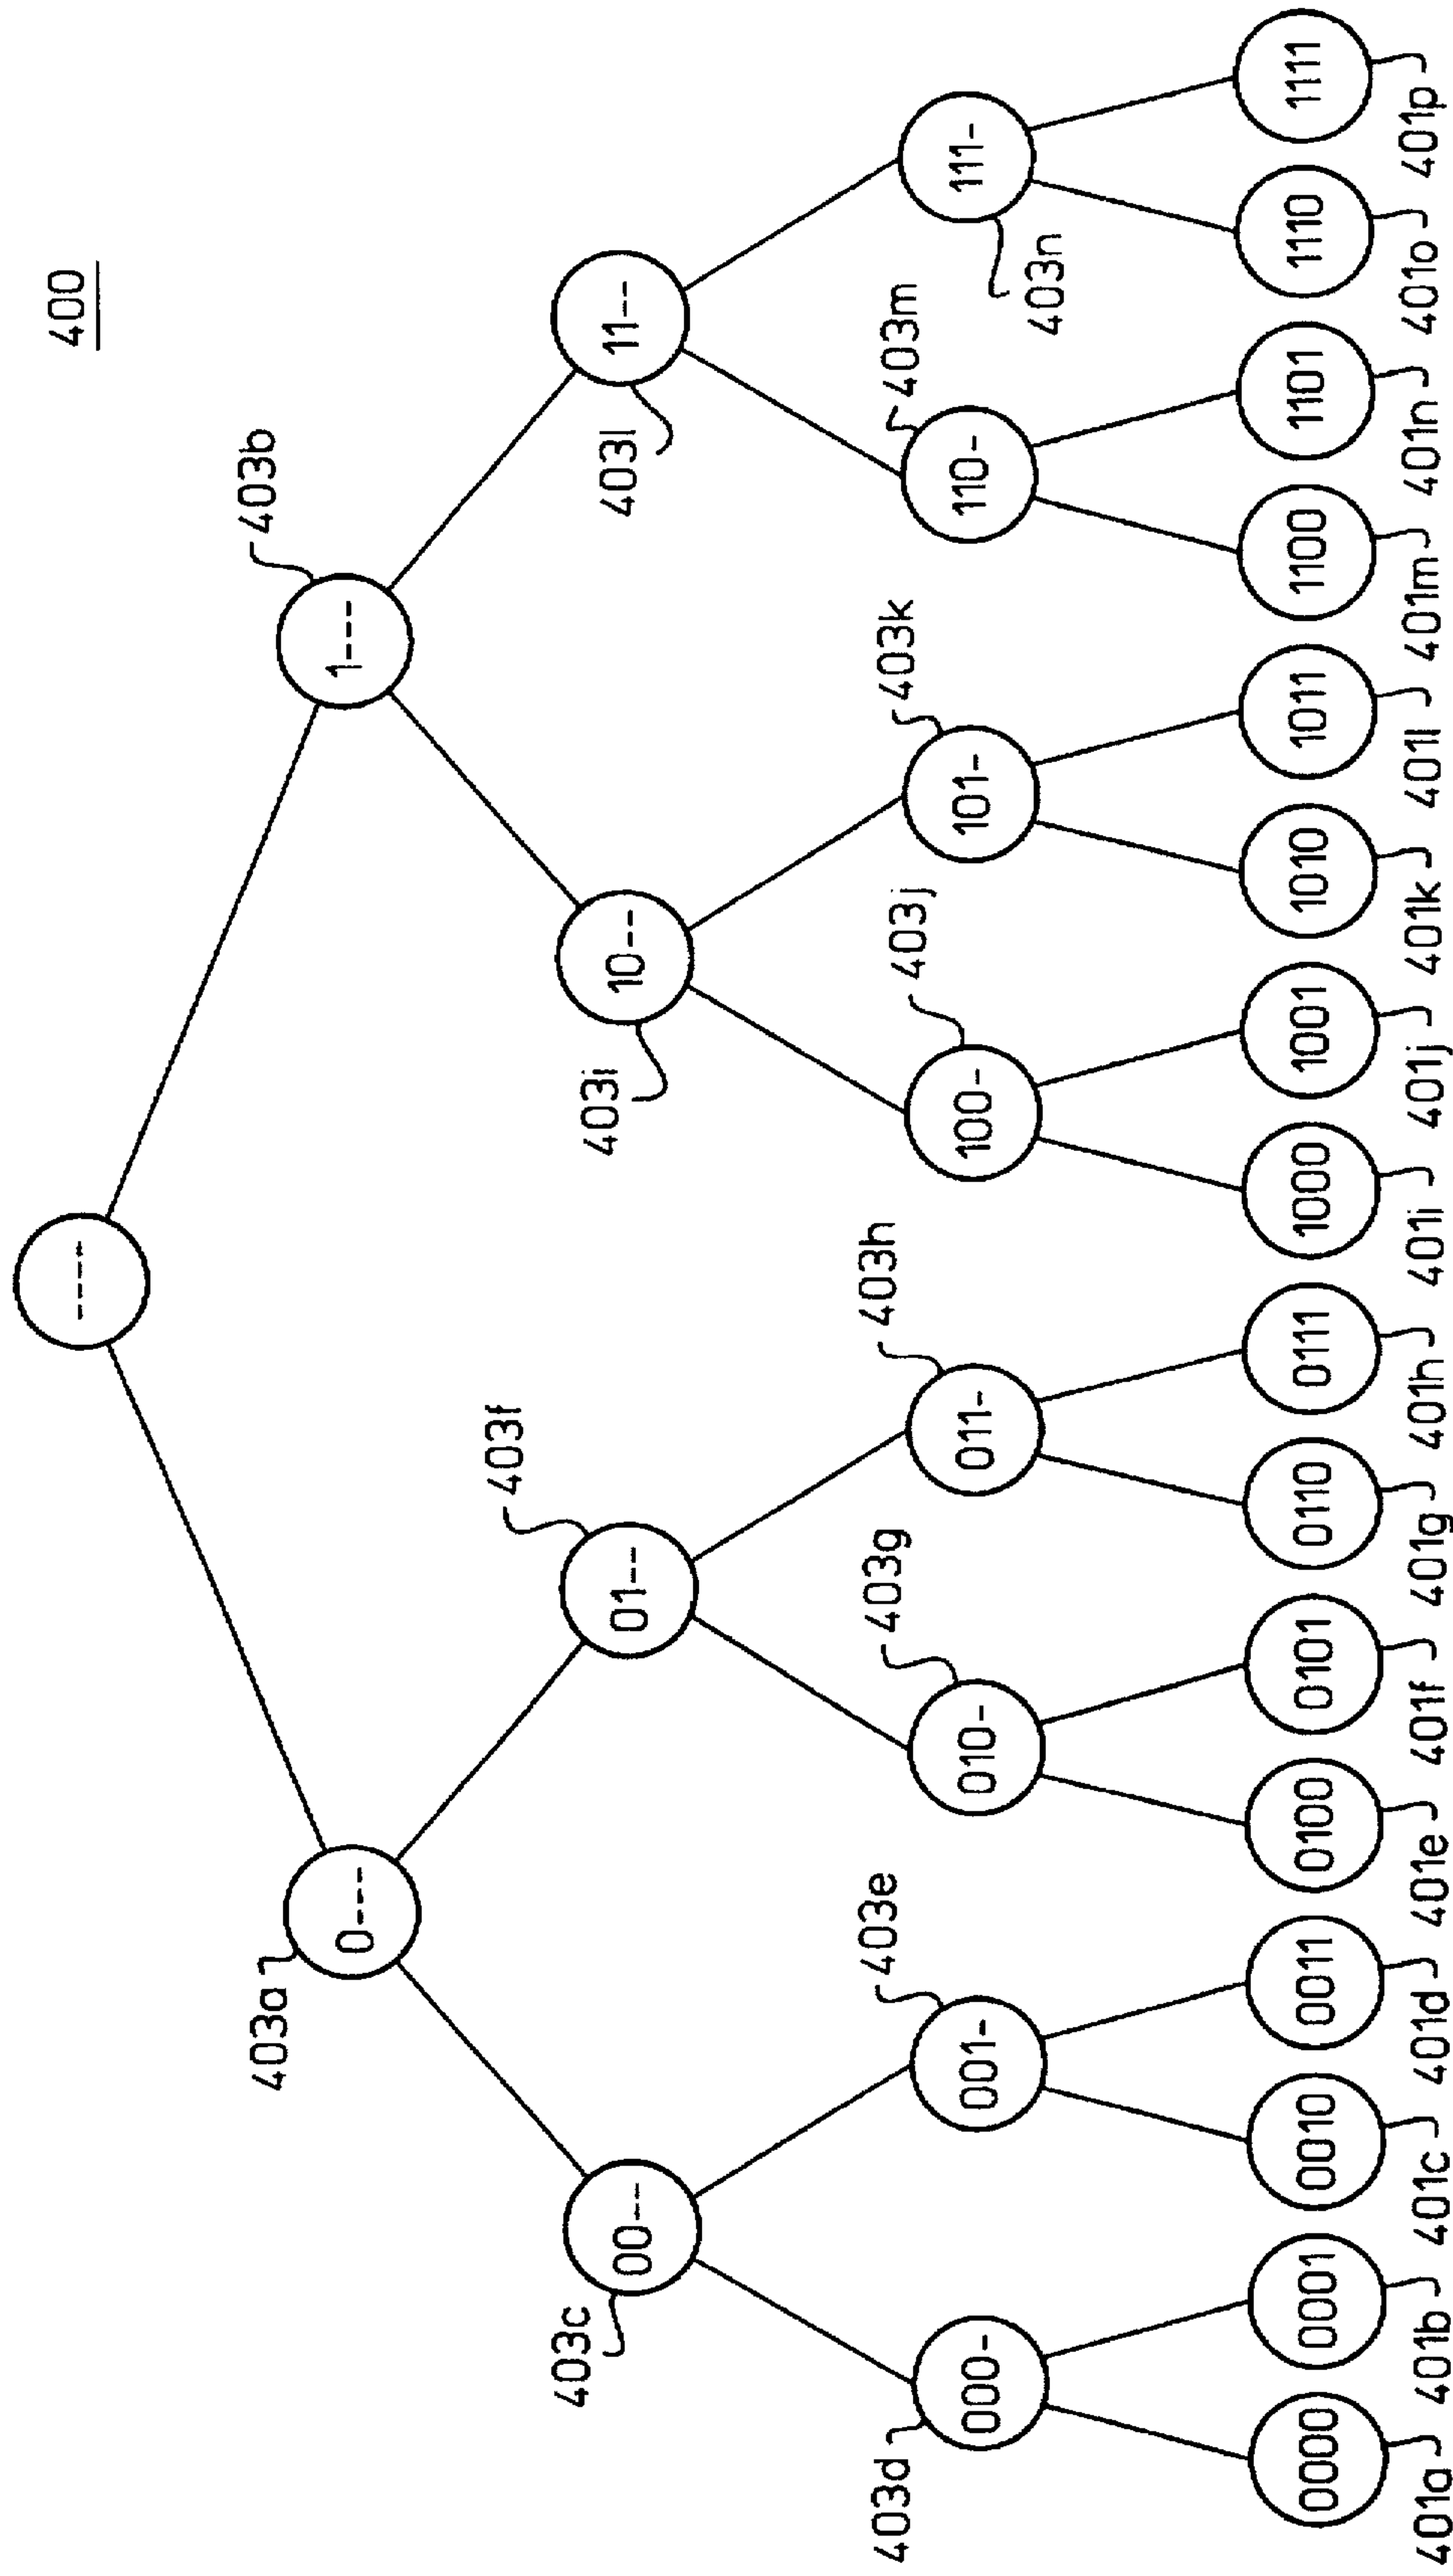 400
----
403b
1---
403a
0---
403l
11--
403i
10--
403f
01--
403c
00--
403n
111-
403m
110-
403k
101-
403j
100-
403h
011-
403g
010-
403e
001-
403d
000-
0000
0001
0010
0011
0100
0101
0110
0111
1000
1001
1010
1011
1100
1101
1110
1111
401a
401b
401c
401d
401e
401f
401g
401h
401i
401j
401k
401l
401m
401n
401o
401p